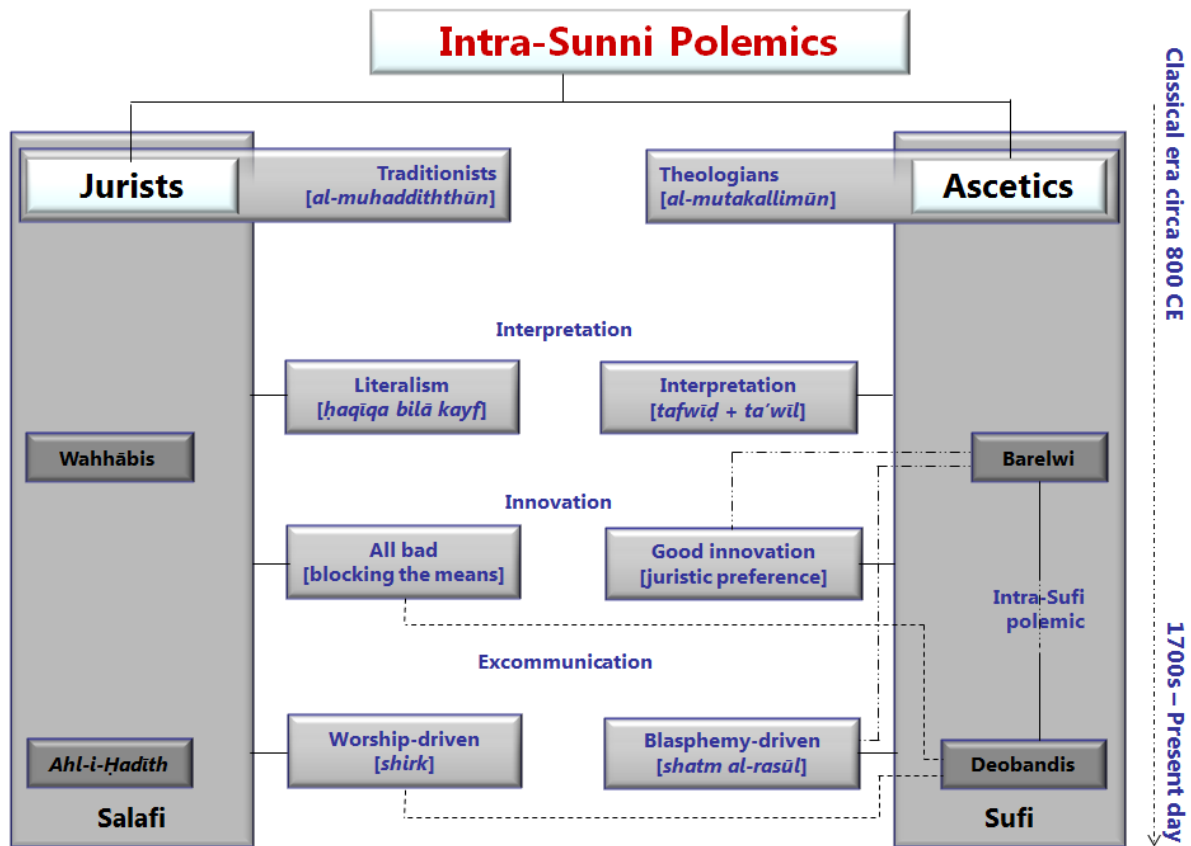 Intra-Sunni Polemics
Classical era circa 800 CE
Jurists
Traditionists
[al-muhaddiththūn]
Theologians
[al-mutakallimūn]
Ascetics
Interpretation
Literalism
[ḥaqīqa bilā kayf]
Interpretation
[tafwīḍ + ta’wīl]
Wahhābis
Barelwi
Innovation
All bad
[blocking the means]
Good innovation
[juristic preference]
Intra-Sufi
polemic
Excommunication
Worship-driven
[shirk]
Blasphemy-driven
[shatm al-rasūl]
Ahl-i-Ḥadīth
Deobandis
Salafi
Sufi
1700s – Present day